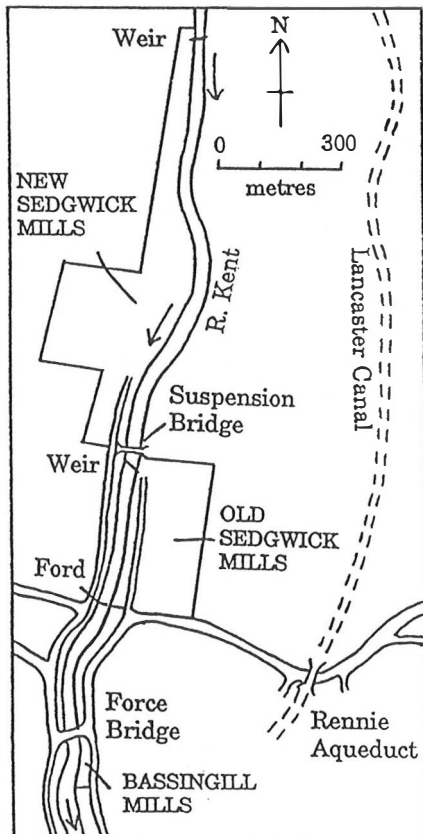 Weir
N
0 300
metres
NEW
SEDGWICK
MILLS
R. Kent
Lancaster Canal
Suspension
Bridge
Weir
OLD
SEDGWICK
MILLS
Ford
Force
Bridge
Rennie
Aqueduct
BASSINGILL
MILLS